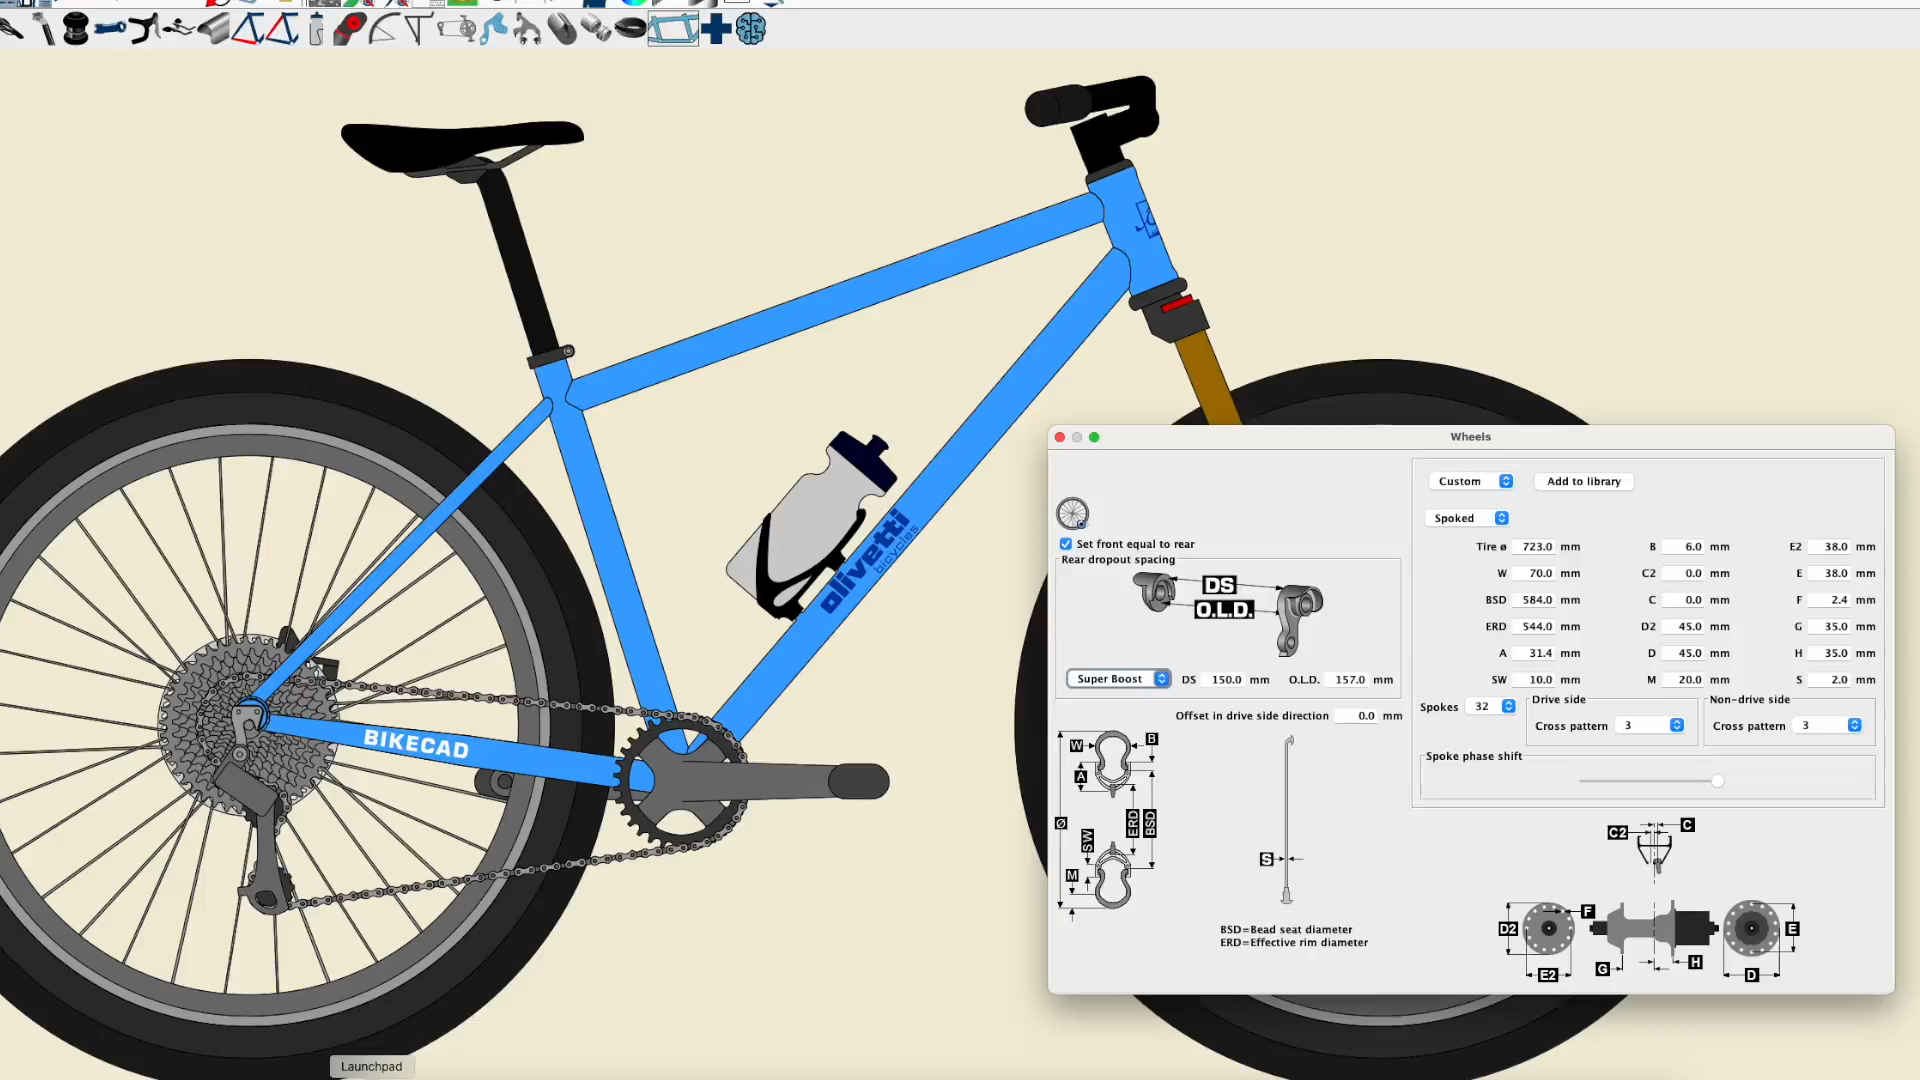 olivetti
bicycles
BIKECAD
Launchpad
Wheels
Custom
Add to library
Spoked
Set front equal to rear
Rear dropout spacing
DS
O.L.D.
Super Boost DS 150.0 mm O.L.D. 157.0 mm
Offset in drive side direction 0.0 mm
Tire ø 723.0 mm B 6.0 mm E2 38.0 mm
W 70.0 mm C2 0.0 mm E 38.0 mm
BSD 584.0 mm C 0.0 mm F 2.4 mm
ERD 544.0 mm D2 45.0 mm G 35.0 mm
A 31.4 mm D 45.0 mm H 35.0 mm
SW 10.0 mm M 20.0 mm S 2.0 mm
Spokes 32
Drive side
Cross pattern 3
Non-drive side
Cross pattern 3
Spoke phase shift
W
B
A
Ø
ERD
BSD
SW
M
S
BSD=Bead seat diameter
ERD=Effective rim diameter
C2
C
D2
F
E2
G
H
E
D